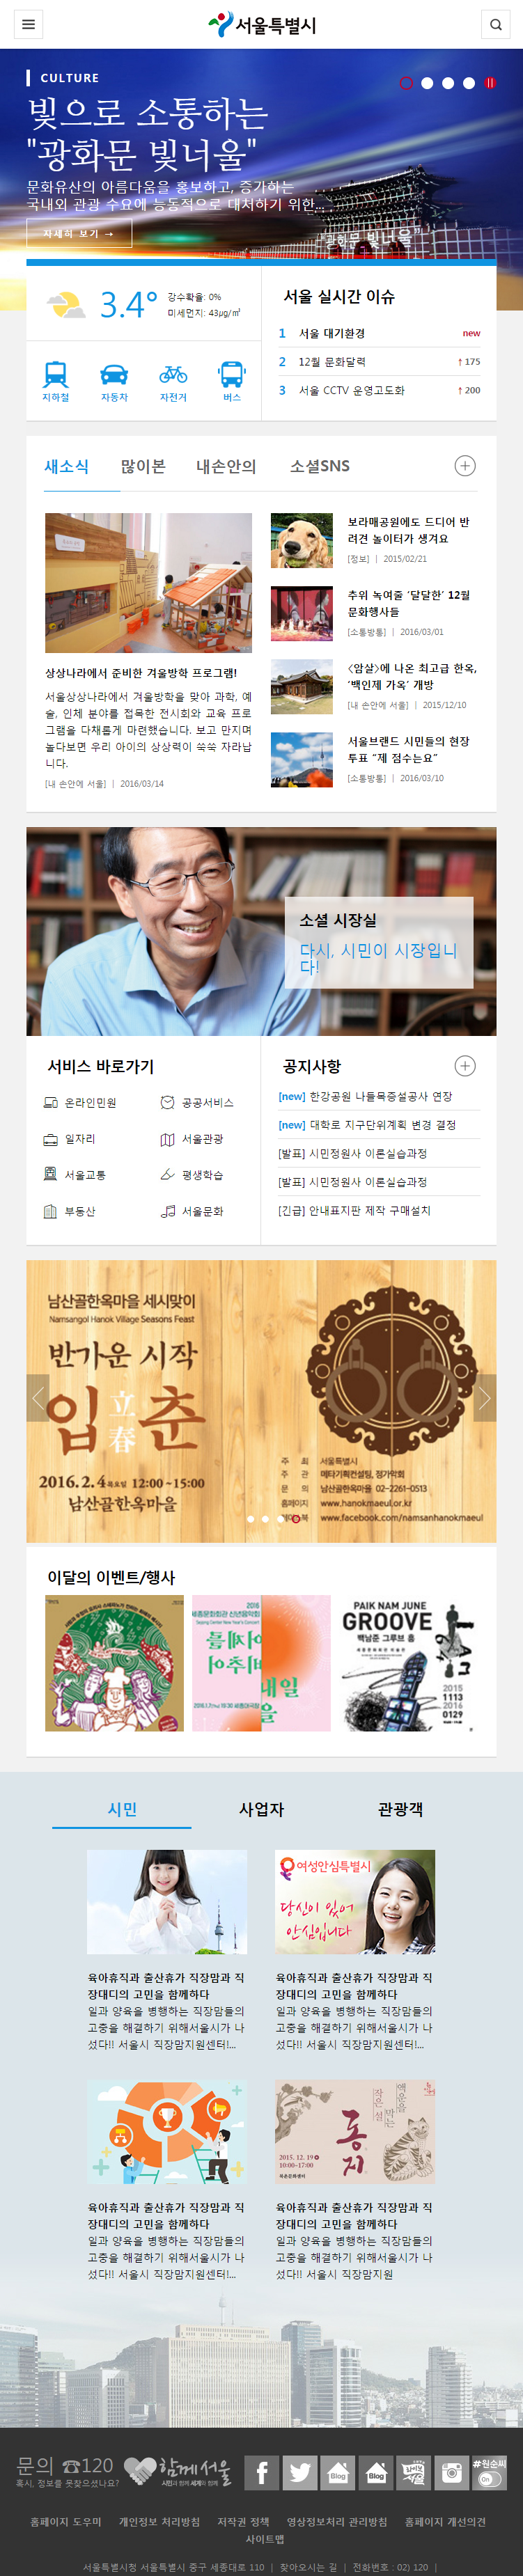 서울특별시
CULTURE
빛으로 소통하는
"광화문 빛너울"
문화유산의 아름다움을 홍보하고, 증가하는
국내외 관광 수요에 능동적으로 대처하기 위한...
자세히 보기 →
"광화문 빛너울"
3.4°
강수확률: 0%
미세먼지: 43㎍/㎥
지하철
자동차
자전거
버스
서울 실시간 이슈
1 서울 대기환경 new
2 12월 문화달력 ↑ 175
3 서울 CCTV 운영고도화 ↑ 200
새소식 많이본 내손안의 소셜SNS
상상나라에서 준비한 겨울방학 프로그램!
서울상상나라에서 겨울방학을 맞아 과학, 예
술, 인체 분야를 접목한 전시회와 교육 프로
그램을 다채롭게 마련했습니다. 보고 만지며
놀다보면 우리 아이의 상상력이 쑥쑥 자라납
니다.
[내 손안에 서울] | 2016/03/14
보라매공원에도 드디어 반
려견 놀이터가 생겨요
[정보] | 2015/02/21
추위 녹여줄 '달달한' 12월
문화행사들
[소통방통] | 2016/03/01
<암살>에 나온 최고급 한옥,
'백인제 가옥' 개방
[내 손안에 서울] | 2015/12/10
서울브랜드 시민들의 현장
투표 "제 점수는요"
[소통방통] | 2016/03/10
소셜 시장실
다시, 시민이 시장입니
다!
서비스 바로가기
온라인민원
공공서비스
일자리
서울관광
서울교통
평생학습
부동산
서울문화
공지사항
[new] 한강공원 나들목증설공사 연장
[new] 대학로 지구단위계획 변경 결정
[발표] 시민정원사 이론실습과정
[발표] 시민정원사 이론실습과정
[긴급] 안내표지판 제작 구매설치
남산골한옥마을 세시맞이
Namsangol Hanok Village Seasons Feast
반가운 시작
입춘
立春
2016.2.4 목요일 12:00~15:00
남산골한옥마을
주 최 서울특별시
주 관 메타기획컨설팅, 정가악회
문 의 남산골한옥마을 02-2261-0513
홈페이지 www.hanokmaeul.or.kr
www.facebook.com/namsanhanokmaeul
이달의 이벤트/행사
2016
세종문화회관 신년음악회
어제를
비추어
내일
PAIK NAM JUNE
GROOVE
백남준 그루브 흥
2015
1113
2016
0129
시민 사업자 관광객
여성안심특별시
당신이 있어
안심입니다
육아휴직과 출산휴가 직장맘과 직
장대디의 고민을 함께하다
일과 양육을 병행하는 직장맘들의
고충을 해결하기 위해서울시가 나
섰다!! 서울시 직장맘지원센터!...
육아휴직과 출산휴가 직장맘과 직
장대디의 고민을 함께하다
일과 양육을 병행하는 직장맘들의
고충을 해결하기 위해서울시가 나
섰다!! 서울시 직장맘지원센터!...
작은설
동지
2015. 12. 19
10:00~17:00
육아휴직과 출산휴가 직장맘과 직
장대디의 고민을 함께하다
일과 양육을 병행하는 직장맘들의
고충을 해결하기 위해서울시가 나
섰다!! 서울시 직장맘지원센터!...
육아휴직과 출산휴가 직장맘과 직
장대디의 고민을 함께하다
일과 양육을 병행하는 직장맘들의
고충을 해결하기 위해서울시가 나
섰다!! 서울시 직장맘지원
문의 ☎120
혹시, 정보를 못찾으셨나요?
함께서울
시민과 함께 세계와 함께
Blog
Blog
라이브 서울
#원순씨
On
홈페이지 도우미 개인정보 처리방침 저작권 정책 영상정보처리 관리방침 홈페이지 개선의견
사이트맵
서울특별시청 서울특별시 중구 세종대로 110 | 찾아오시는 길 | 전화번호 : 02) 120 |